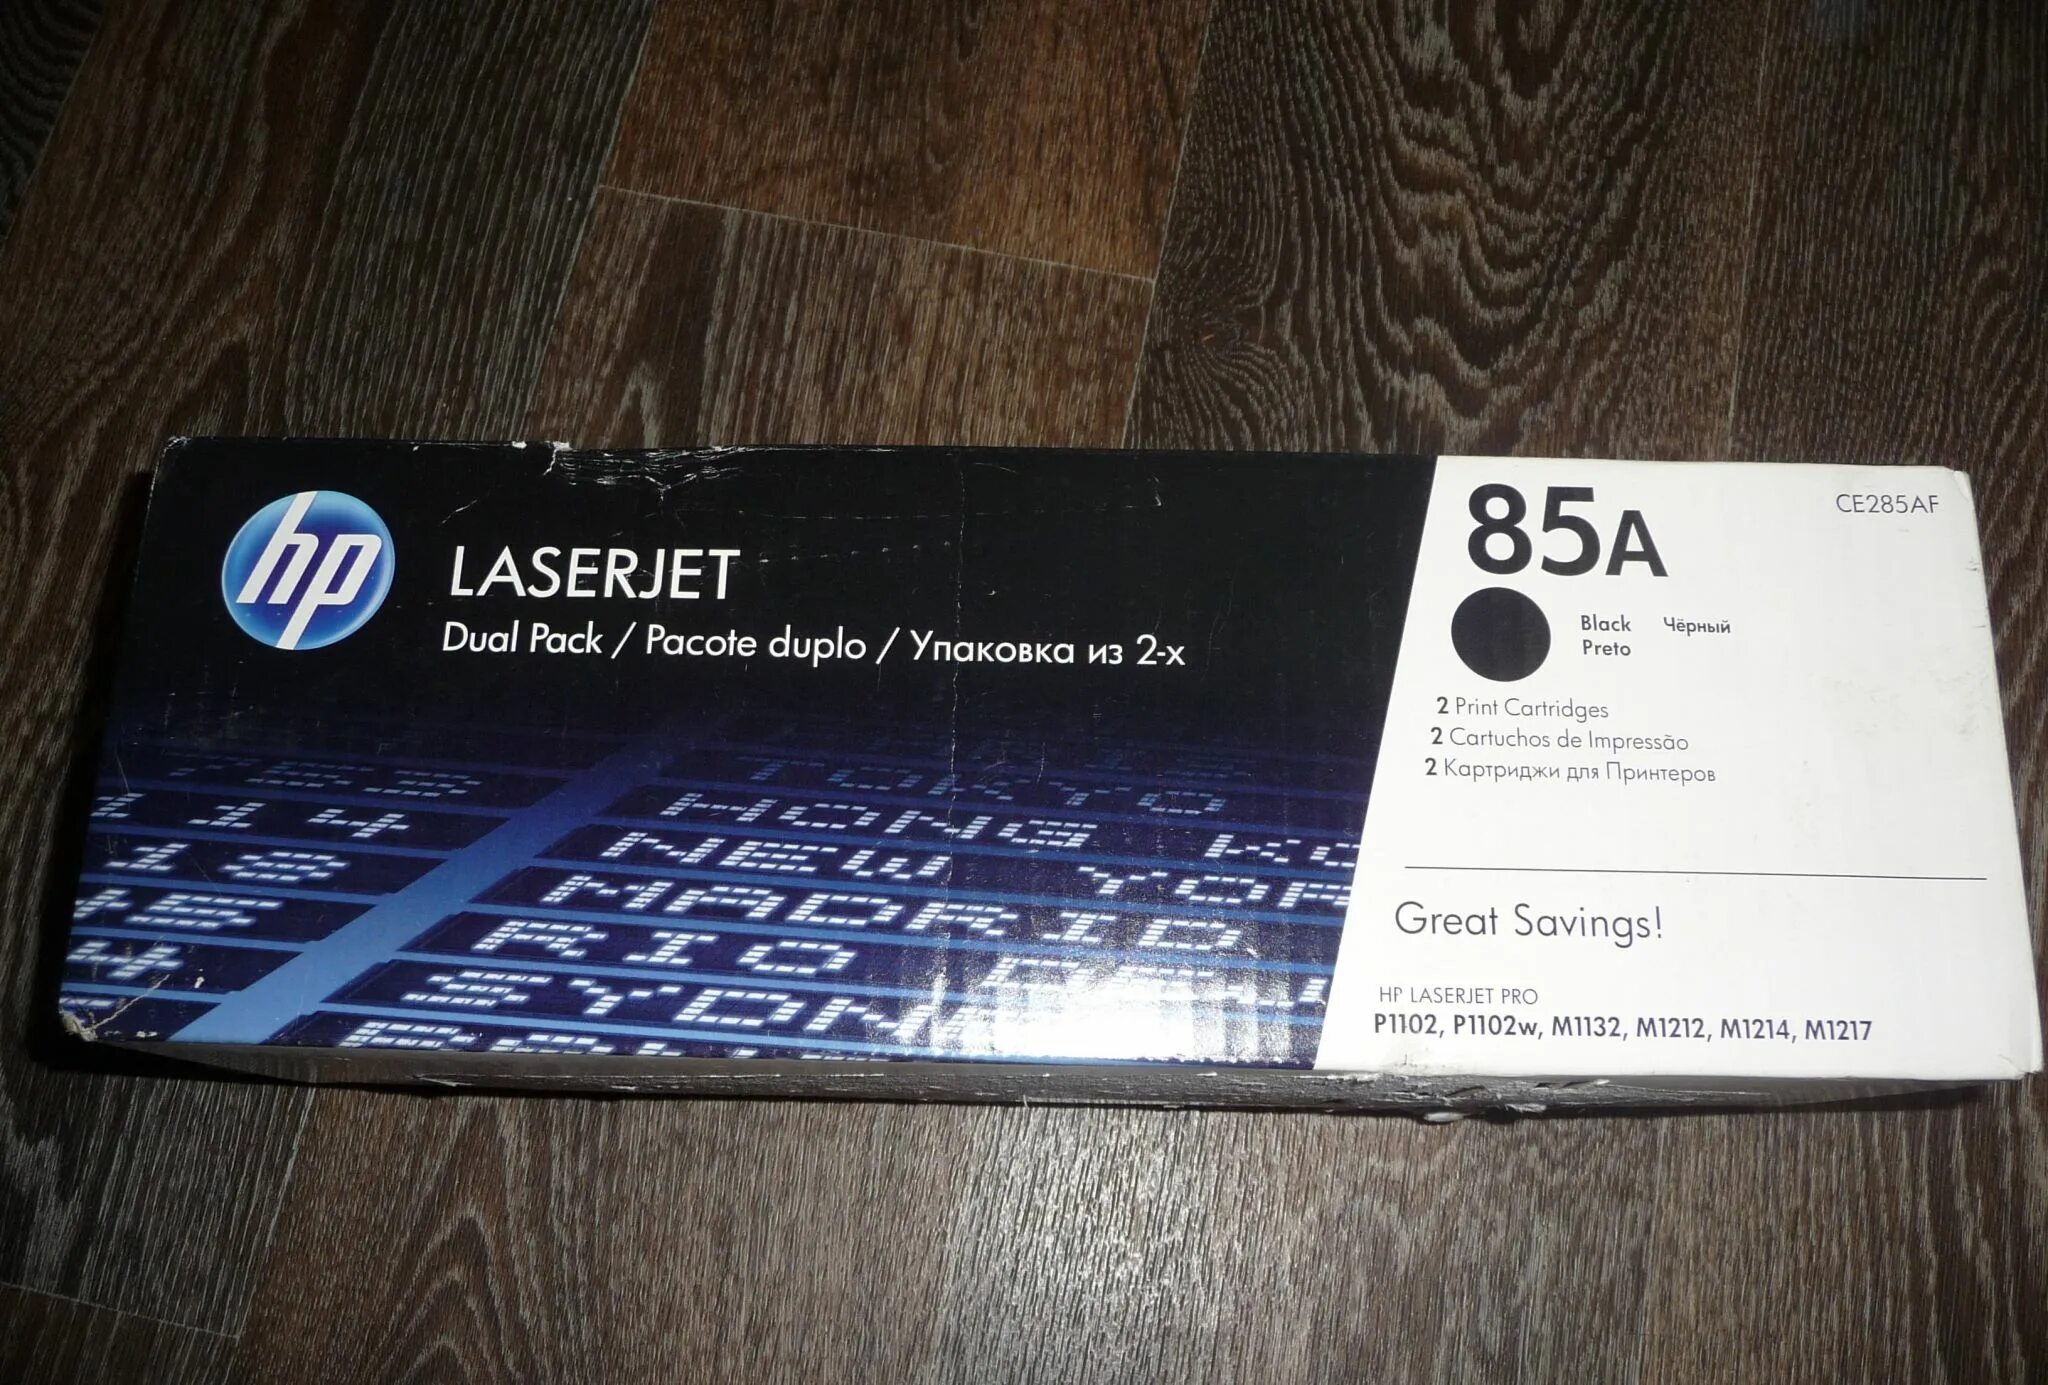 hp
LASERJET
Dual Pack / Pacote duplo / Упаковка из 2-х
85A
CE285AF
Black Чёрный
Preto
2 Print Cartridges
2 Cartuchos de Impressão
2 Картриджи для Принтеров
Great Savings!
HP LASERJET PRO
P1102, P1102w, M1132, M1212, M1214, M1217
TOKYO
14 HONG
NEW YOR
MADRID
RIO